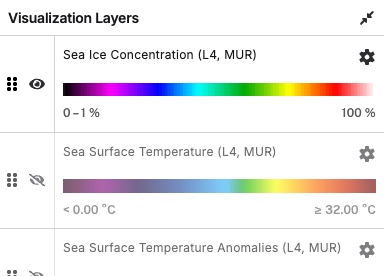 Visualization Layers
Sea Ice Concentration (L4, MUR)
0 – 1 % 100 %
Sea Surface Temperature (L4, MUR)
< 0.00 °C ≥ 32.00 °C
Sea Surface Temperature Anomalies (L4, MUR)